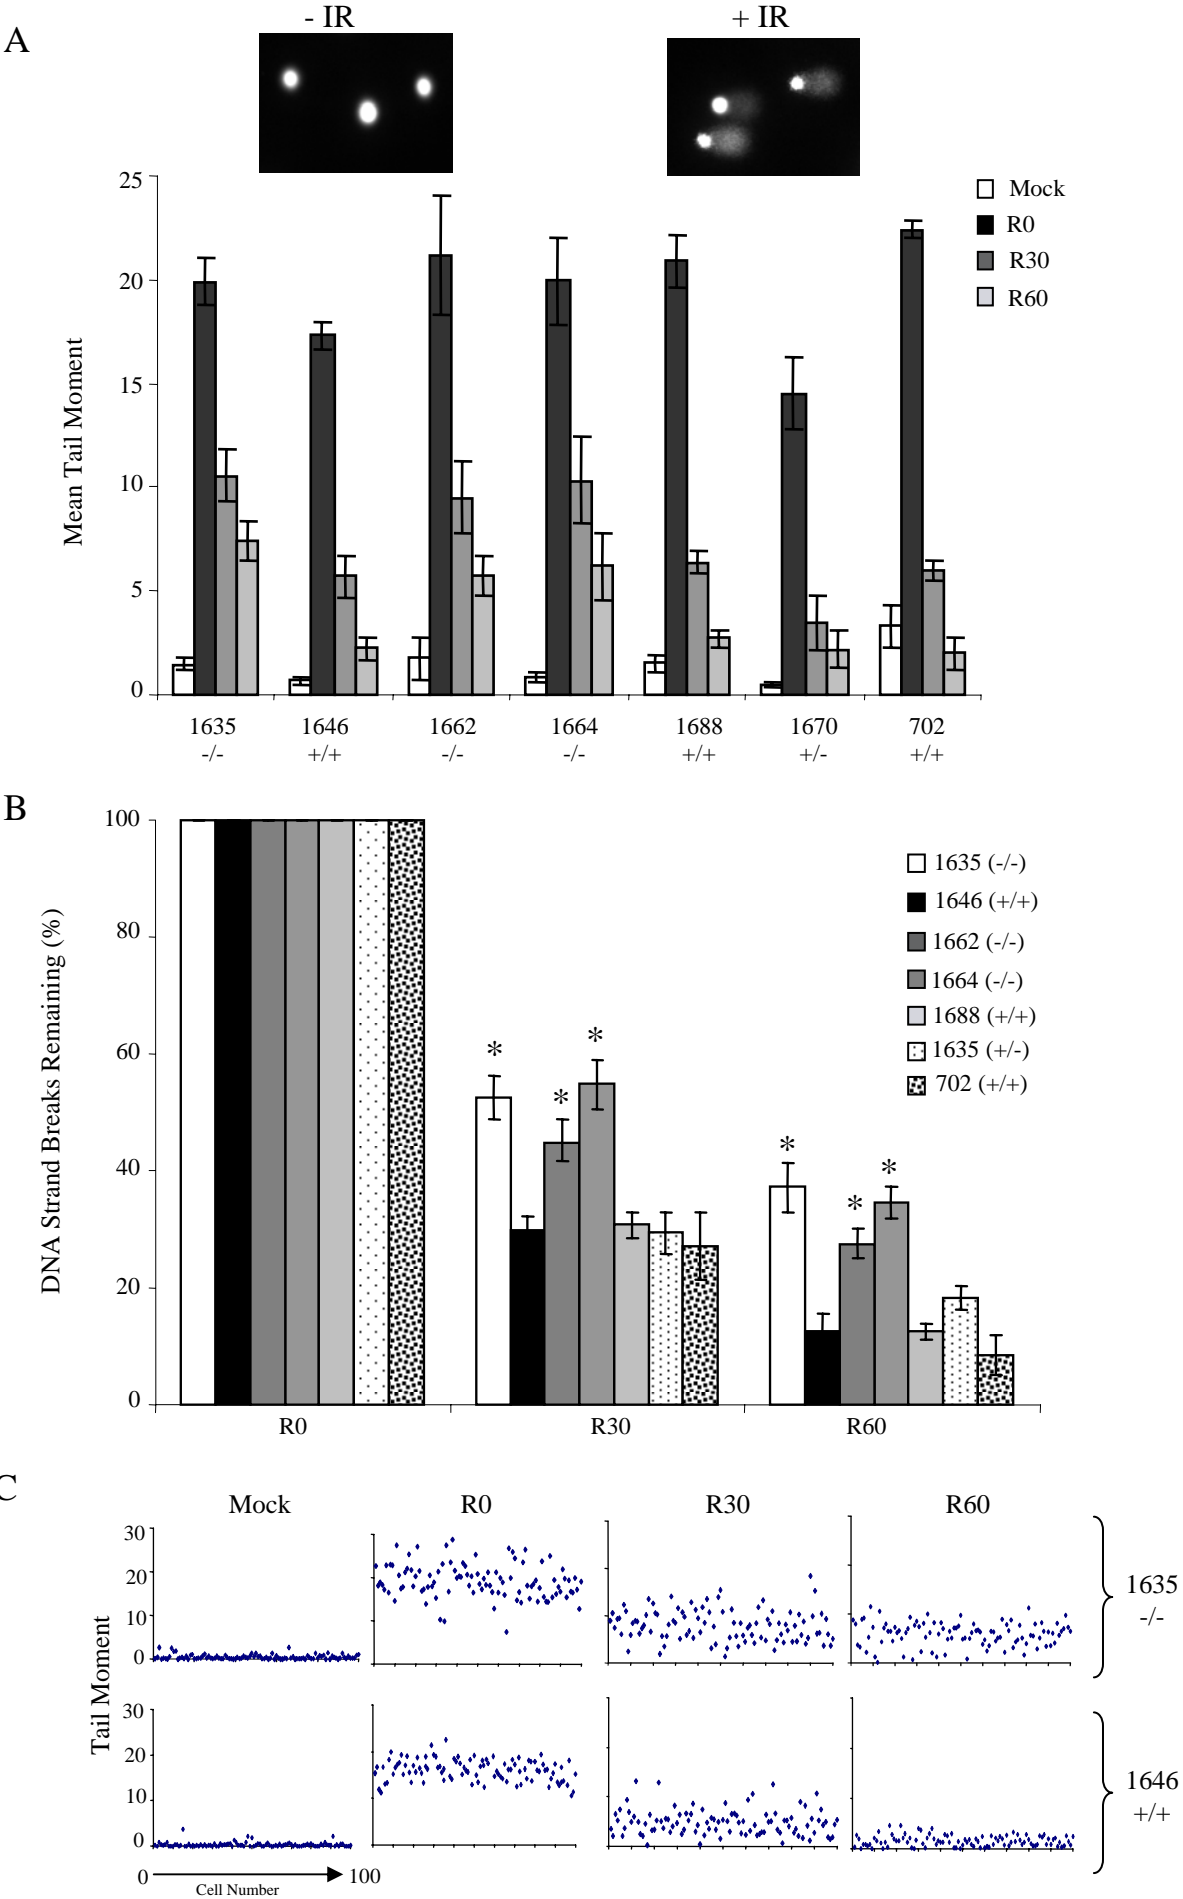 - IR
+ IR
A
25
20
15
10
5
0
Mean Tail Moment
Mock
R0
R30
R60
1635 1646 1662 1664 1688 1670 702
-/- +/+ -/- -/- +/+ +/- +/+
B
100
80
60
40
20
0
DNA Strand Breaks Remaining (%)
* * *
* * *
1635 (-/-)
1646 (+/+)
1662 (-/-)
1664 (-/-)
1688 (+/+)
1635 (+/-)
702 (+/+)
R0 R30 R60
C
Mock R0 R30 R60
30
20
10
0
1635
-/-
Tail Moment
30
20
10
0
1646
+/+
0 100
Cell Number